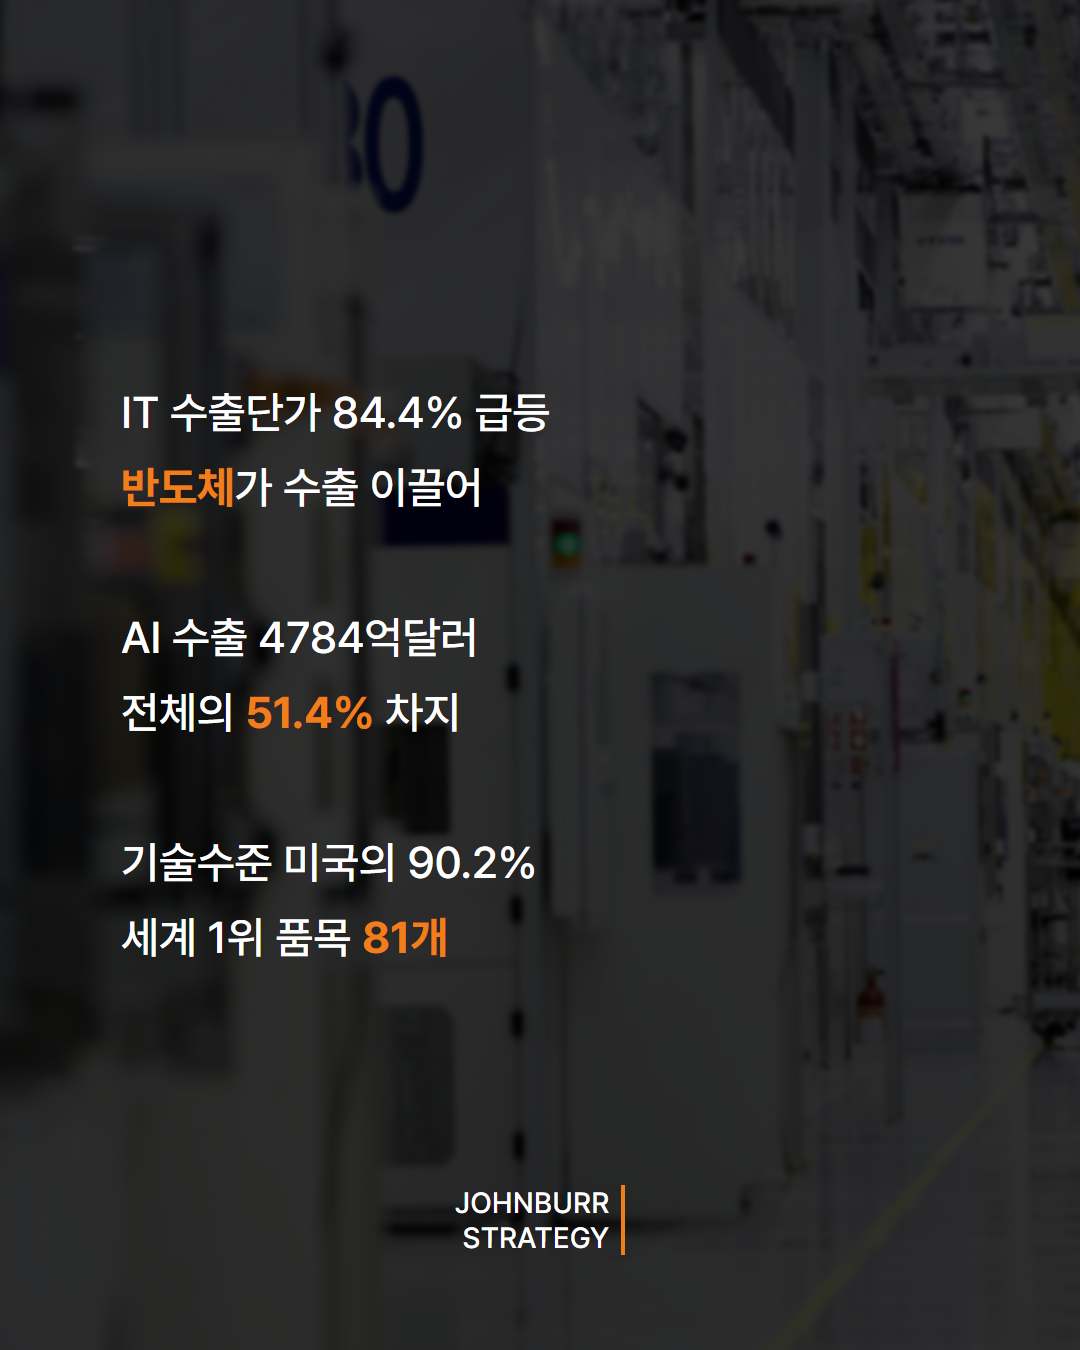 IT 수출단가 84.4% 급등
반도체가 수출 이끌어
AI 수출 4784억달러
전체의 51.4% 차지
기술수준 미국의 90.2%
세계 1위 품목 81개
JOHNBURR
STRATEGY